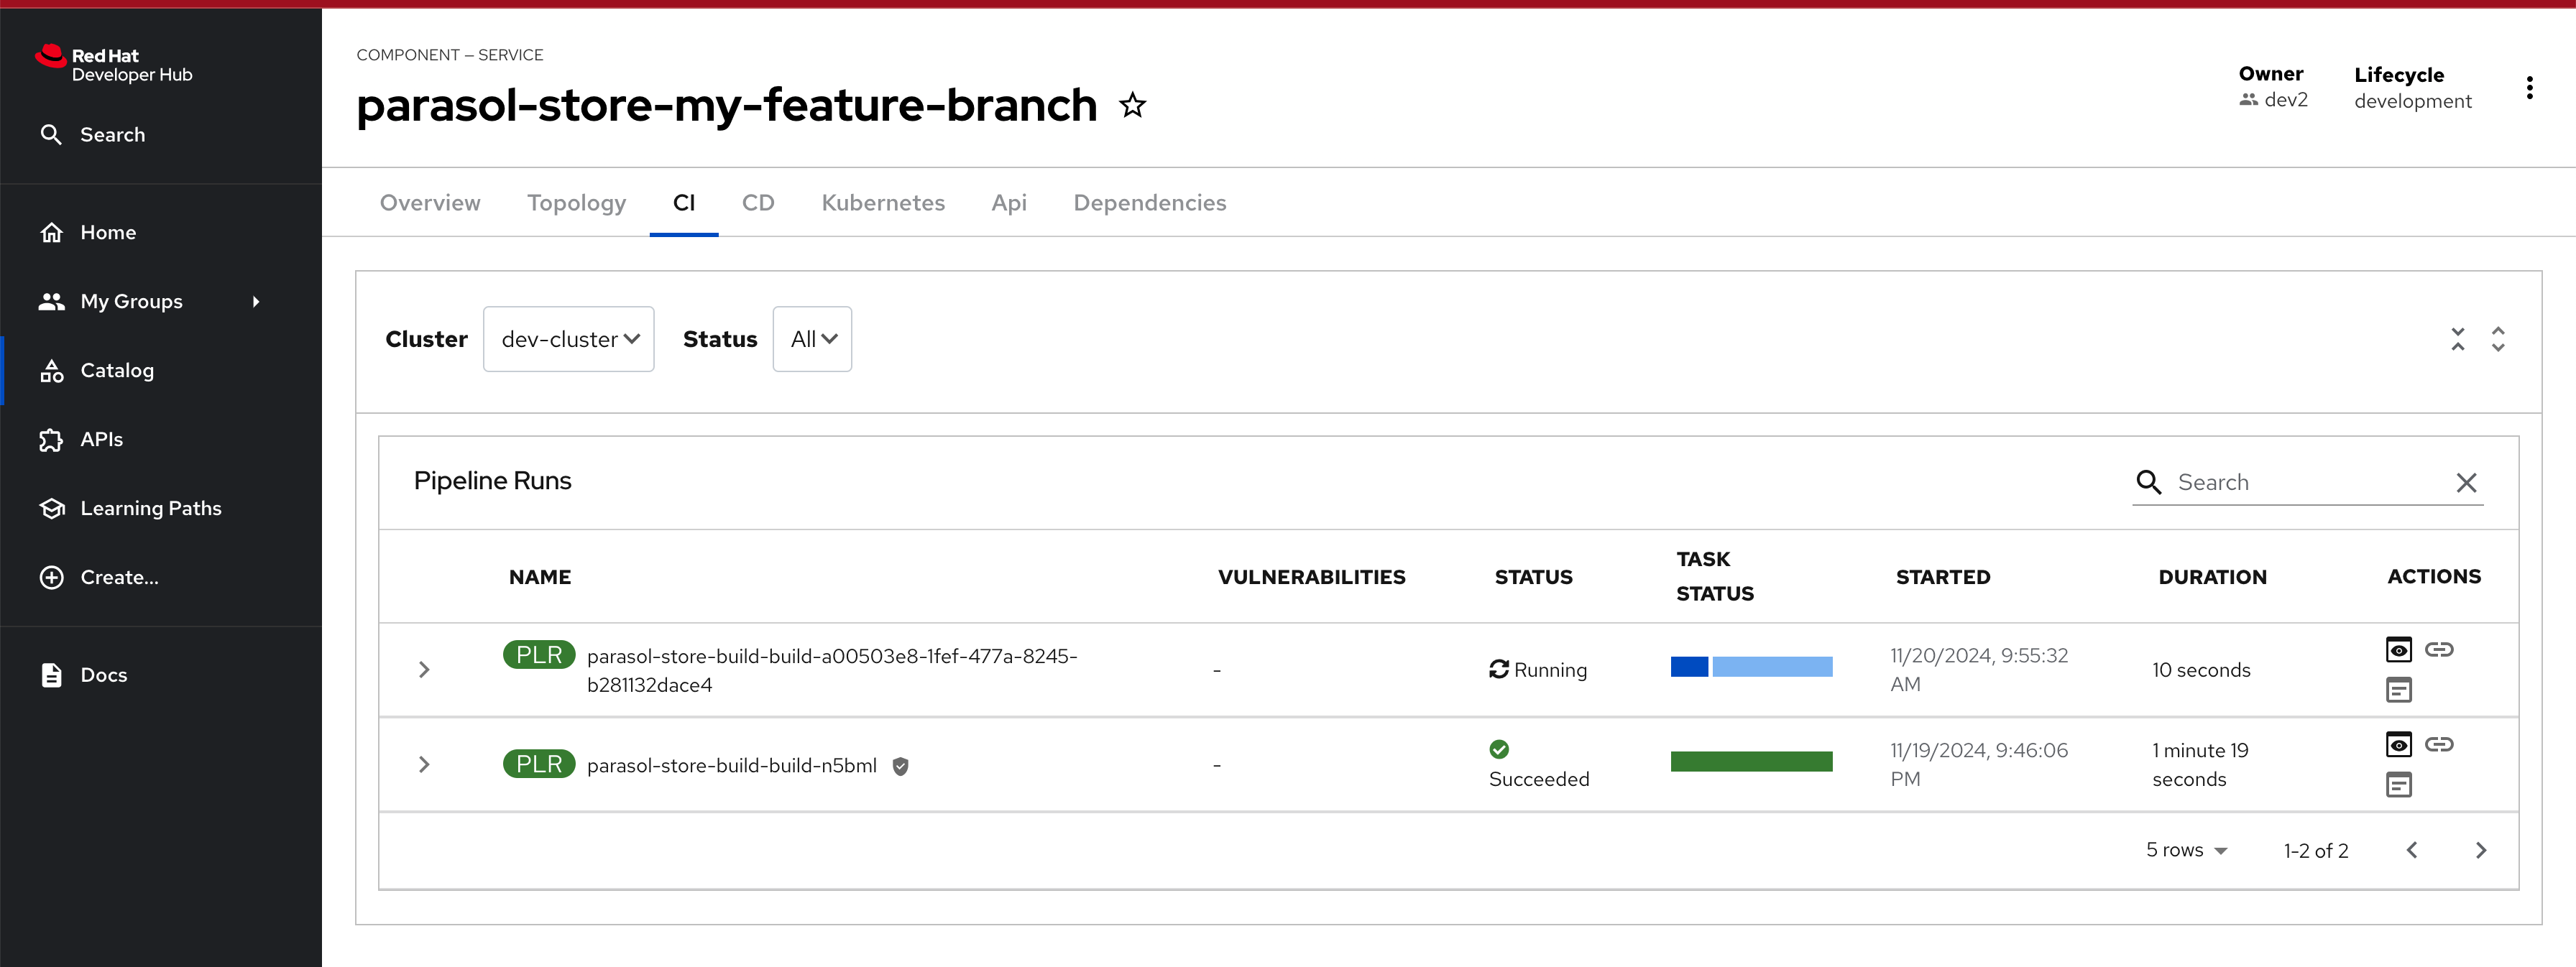 Red Hat
Developer Hub
Search
Home
My Groups
Catalog
APIs
Learning Paths
Create...
Docs
COMPONENT — SERVICE
parasol-store-my-feature-branch
Owner
dev2
Lifecycle
development
Overview Topology CI CD Kubernetes Api Dependencies
Cluster dev-cluster Status All
Pipeline Runs
Search
NAME VULNERABILITIES STATUS TASK STATUS STARTED DURATION ACTIONS
PLR parasol-store-build-build-a00503e8-1fef-477a-8245-
b281132dace4
-
Running
11/20/2024, 9:55:32
AM
10 seconds
PLR parasol-store-build-build-n5bml
-
Succeeded
11/19/2024, 9:46:06
PM
1 minute 19
seconds
5 rows 1-2 of 2